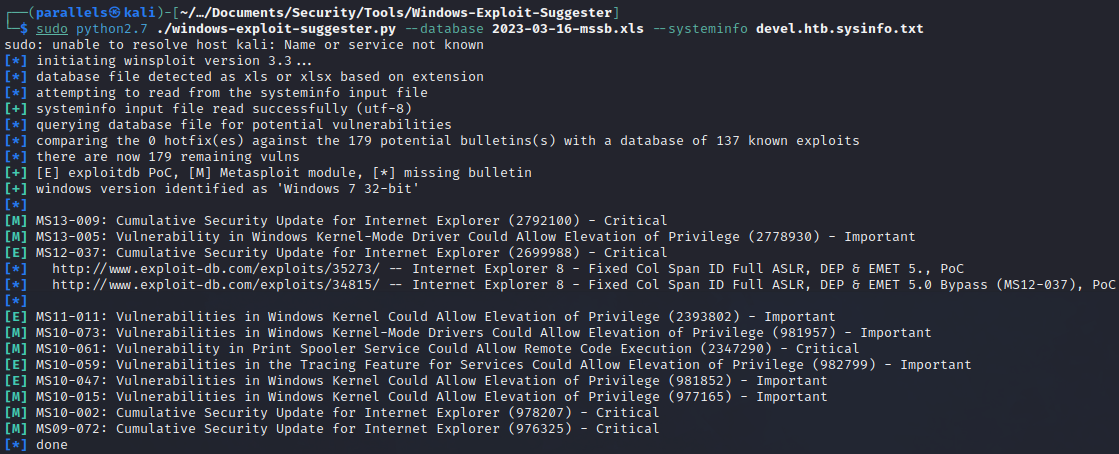 ┌──(parallels㉿kali)-[~/…/Documents/Security/Tools/Windows-Exploit-Suggester]
└─$ sudo python2.7 ./windows-exploit-suggester.py --database 2023-03-16-mssb.xls --systeminfo devel.htb.sysinfo.txt
sudo: unable to resolve host kali: Name or service not known
[*] initiating winsploit version 3.3...
[*] database file detected as xls or xlsx based on extension
[*] attempting to read from the systeminfo input file
[+] systeminfo input file read successfully (utf-8)
[*] querying database file for potential vulnerabilities
[*] comparing the 0 hotfix(es) against the 179 potential bulletins(s) with a database of 137 known exploits
[*] there are now 179 remaining vulns
[+] [E] exploitdb PoC, [M] Metasploit module, [*] missing bulletin
[+] windows version identified as 'Windows 7 32-bit'
[*]
[M] MS13-009: Cumulative Security Update for Internet Explorer (2792100) - Critical
[M] MS13-005: Vulnerability in Windows Kernel-Mode Driver Could Allow Elevation of Privilege (2778930) - Important
[E] MS12-037: Cumulative Security Update for Internet Explorer (2699988) - Critical
[*]   http://www.exploit-db.com/exploits/35273/ -- Internet Explorer 8 - Fixed Col Span ID Full ASLR, DEP & EMET 5., PoC
[*]   http://www.exploit-db.com/exploits/34815/ -- Internet Explorer 8 - Fixed Col Span ID Full ASLR, DEP & EMET 5.0 Bypass (MS12-037), PoC
[*]
[E] MS11-011: Vulnerabilities in Windows Kernel Could Allow Elevation of Privilege (2393802) - Important
[M] MS10-073: Vulnerabilities in Windows Kernel-Mode Drivers Could Allow Elevation of Privilege (981957) - Important
[M] MS10-061: Vulnerability in Print Spooler Service Could Allow Remote Code Execution (2347290) - Critical
[E] MS10-059: Vulnerabilities in the Tracing Feature for Services Could Allow Elevation of Privilege (982799) - Important
[E] MS10-047: Vulnerabilities in Windows Kernel Could Allow Elevation of Privilege (981852) - Important
[M] MS10-015: Vulnerabilities in Windows Kernel Could Allow Elevation of Privilege (977165) - Important
[M] MS10-002: Cumulative Security Update for Internet Explorer (978207) - Critical
[M] MS09-072: Cumulative Security Update for Internet Explorer (976325) - Critical
[*] done